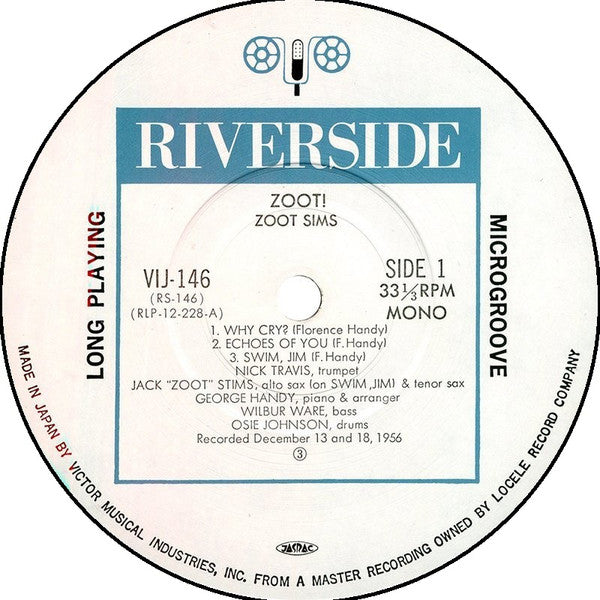 RIVERSIDE
ZOOT!
ZOOT SIMS
VIJ-146
(RS-146)
(RLP-12-228-A)
SIDE 1
33⅓RPM
MONO
1. WHY CRY? (Florence Handy)
2. ECHOES OF YOU (F. Handy)
3. SWIM, JIM (F. Handy)
NICK TRAVIS, trumpet
JACK "ZOOT" STIMS, alto sax (on SWIM, JIM) & tenor sax
GEORGE HANDY, piano & arranger
WILBUR WARE, bass
OSIE JOHNSON, drums
Recorded December 13 and 18, 1956
③
LONG PLAYING
MICROGROOVE
MADE IN JAPAN BY VICTOR MUSICAL INDUSTRIES, INC. FROM A MASTER RECORDING OWNED BY LOCELE RECORD COMPANY
JASRAC